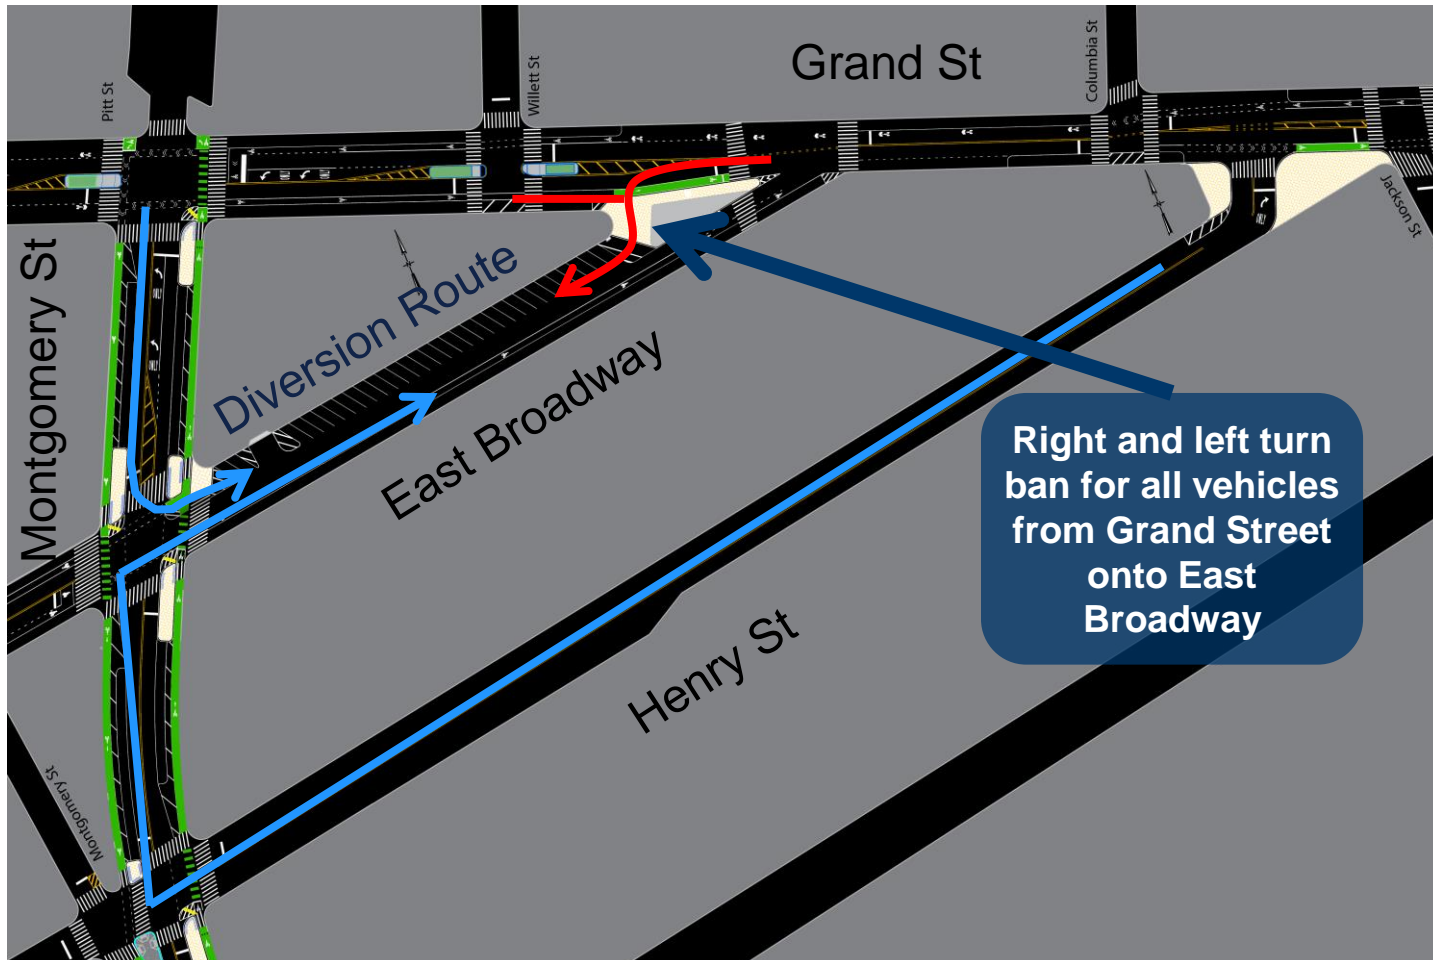 Grand St
Pitt St
Willett St
Columbia St
Jackson St
Montgomery St
Diversion Route
East Broadway
Henry St
Montgomery St
Right and left turn
ban for all vehicles
from Grand Street
onto East
Broadway